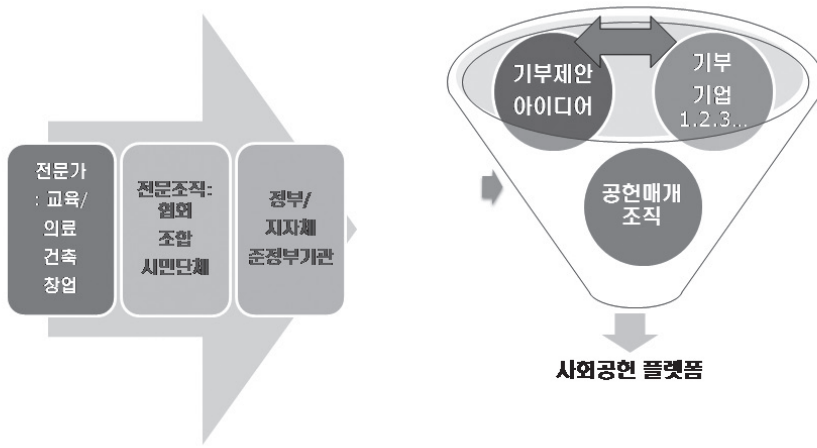 전문가
: 교육/
의료
건축
창업
전문조직:
협회
조합
시민단체
정부/
지자체
준정부기관
기부제안
아이디어
기부
기업
1.2.3...
공헌매개
조직
사회공헌 플랫폼